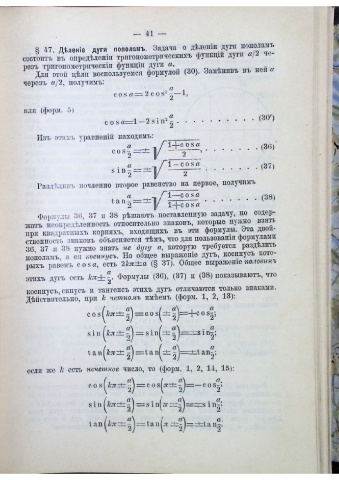 — 41 —
§ 47. Дѣленіе дуги пополамъ. Задача о дѣленіи дуги пополамъ
состоитъ въ опредѣленіи тригонометрическихъ функцій дуги a/2 че-
резъ тригонометрическія функціи дуги a.
Для этой цѣли воспользуемся формулой (30). Замѣнивъ въ ней a
черезъ a/2, получимъ:
cos a = 2 cos² a/2 − 1,
или (форм. 5)
cos a = 1 − 2 sin² a/2 . . . . . . . . . (30′)
Изъ этихъ уравненій находимъ:
cos a/2 = ± √((1 + cos a)/2) . . . . . . . . (36)
sin a/2 = ± √((1 − cos a)/2) . . . . . . . . (37)
Раздѣливъ почленно второе равенство на первое, получимъ
tan a/2 = ± √((1 − cos a)/(1 + cos a)) . . . . . . . (38)
Формулы 36, 37 и 38 рѣшаютъ поставленную задачу, но содер-
жатъ неопредѣленность относительно знаковъ, которые нужно взять
при квадратныхъ корняхъ, входящихъ въ эти формулы. Эта двой-
ственность знаковъ объясняется тѣмъ, что для пользованія формулами
36, 37 и 38 нужно знать не дугу a, которую требуется раздѣлить
пополамъ, а ея косинусъ. Но общее выраженіе дугъ, косинусъ кото-
рыхъ равенъ cos a, есть 2kπ ± a (§ 37). Общее выраженіе половинъ
этихъ дугъ есть kπ ± a/2. Формулы (36), (37) и (38) показываютъ, что
косинусъ, синусъ и тангенсъ этихъ дугъ отличаются только знаками.
Дѣйствительно, при k четномъ имѣемъ (форм. 1, 2, 13):
cos (kπ ± a/2) = cos (± a/2) = + cos a/2;
sin (kπ ± a/2) = sin (± a/2) = ± sin a/2;
tan (kπ ± a/2) = tan (± a/2) = ± tan a/2;
если же k есть нечетное число, то (форм. 1, 2, 14, 15):
cos (kπ ± a/2) = cos (π ± a/2) = − cos a/2;
sin (kπ ± a/2) = sin (π ± a/2) = ∓ sin a/2;
tan (kπ ± a/2) = tan (π ± a/2) = ± tan a/2.